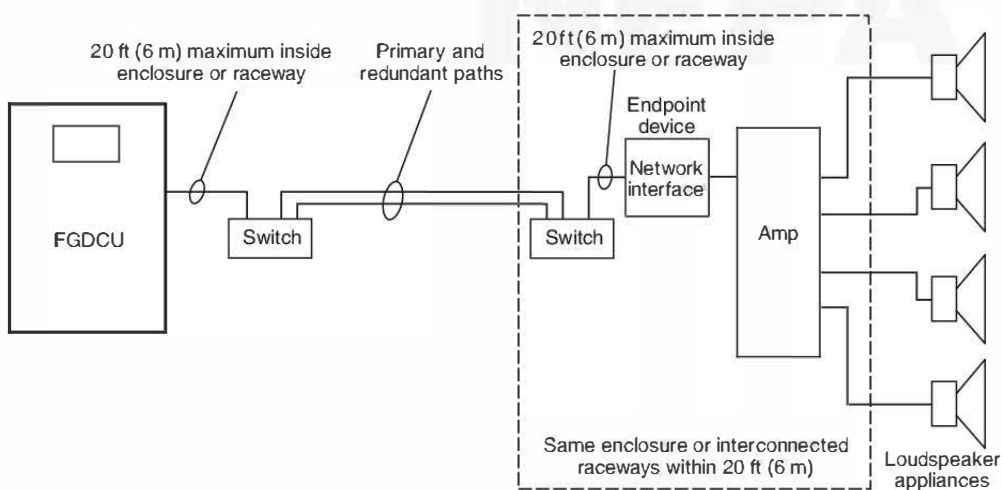 20 ft (6 m) maximum inside
enclosure or raceway
Primary and
redundant paths
20 ft (6 m) maximum inside
enclosure or raceway
Endpoint
device
Network
interface
FGDCU
Switch
Switch
Amp
Same enclosure or interconnected
raceways within 20 ft (6 m)
Loudspeaker
appliances